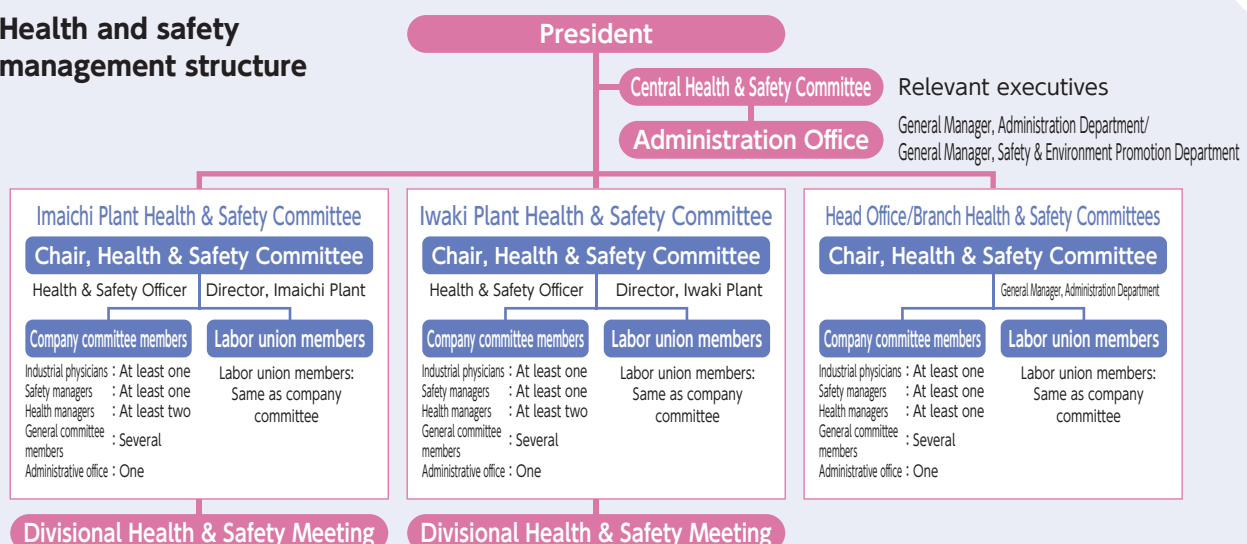 Health and safety
management structure
President
Central Health & Safety Committee
Relevant executives
Administration Office
General Manager, Administration Department/
General Manager, Safety & Environment Promotion Department
Imaichi Plant Health & Safety Committee
Chair, Health & Safety Committee
Health & Safety Officer
Director, Imaichi Plant
Company committee members
Labor union members
Industrial physicians : At least one
Safety managers : At least one
Health managers : At least two
General committee
members : Several
Administrative office : One
Labor union members:
Same as company
committee
Divisional Health & Safety Meeting
Iwaki Plant Health & Safety Committee
Chair, Health & Safety Committee
Health & Safety Officer
Director, Iwaki Plant
Company committee members
Labor union members
Industrial physicians : At least one
Safety managers : At least one
Health managers : At least two
General committee
members : Several
Administrative office : One
Labor union members:
Same as company
committee
Divisional Health & Safety Meeting
Head Office/Branch Health & Safety Committees
Chair, Health & Safety Committee
General Manager, Administration Department
Company committee members
Labor union members
Industrial physicians : At least one
Safety managers : At least one
Health managers : At least one
General committee
members : Several
Administrative office : One
Labor union members:
Same as company
committee